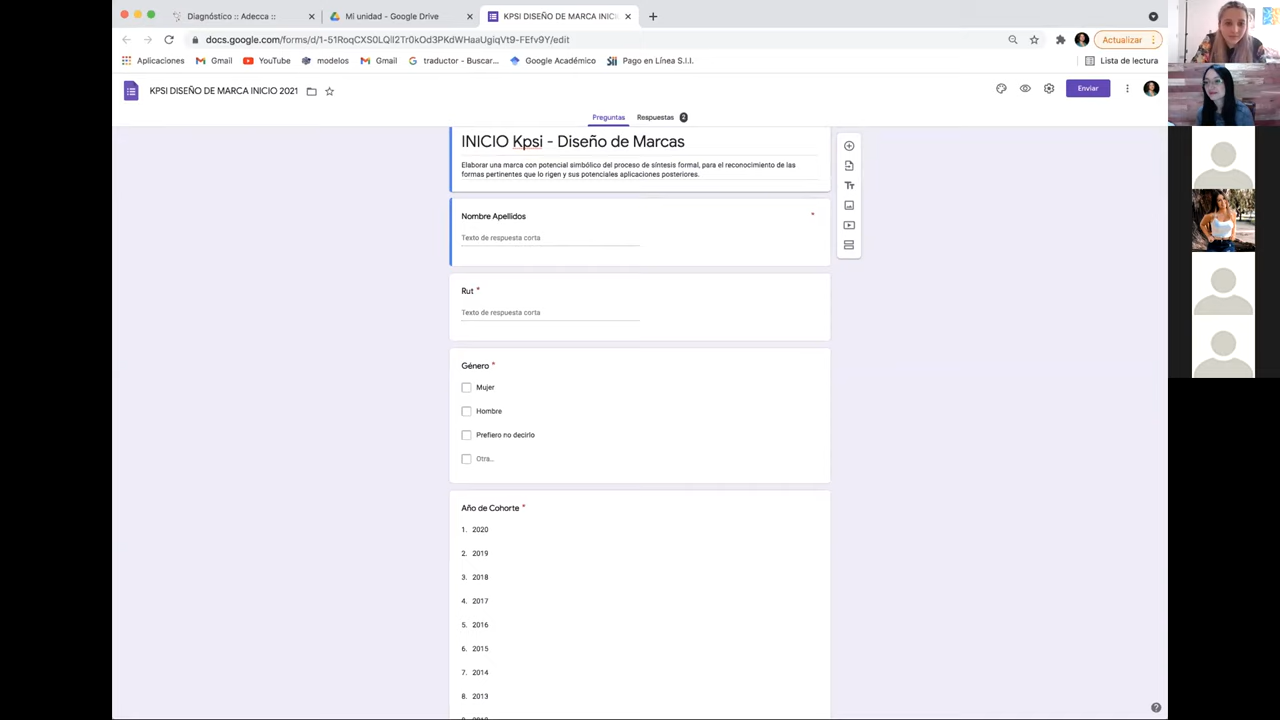 Diagnóstico :: Adecca ::
Mi unidad - Google Drive
KPSI DISEÑO DE MARCA INICI
docs.google.com/forms/d/1-51RoqCXS0LQll2Tr0kOd3PKdWHaaUgiqVt9-FEfv9Y/edit
Actualizar
Aplicaciones
Gmail
YouTube
modelos
Gmail
traductor - Buscar...
Google Académico
Pago en Línea S.I.I.
Lista de lectura
KPSI DISEÑO DE MARCA INICIO 2021
Enviar
Preguntas
Respuestas 2
INICIO Kpsi - Diseño de Marcas
Elaborar una marca con potencial simbólico del proceso de síntesis formal, para el reconocimiento de las
formas pertinentes que lo rigen y sus potenciales aplicaciones posteriores.
Nombre Apellidos *
Texto de respuesta corta
Rut *
Texto de respuesta corta
Género *
Mujer
Hombre
Prefiero no decirlo
Otra...
Año de Cohorte *
1. 2020
2. 2019
3. 2018
4. 2017
5. 2016
6. 2015
7. 2014
8. 2013